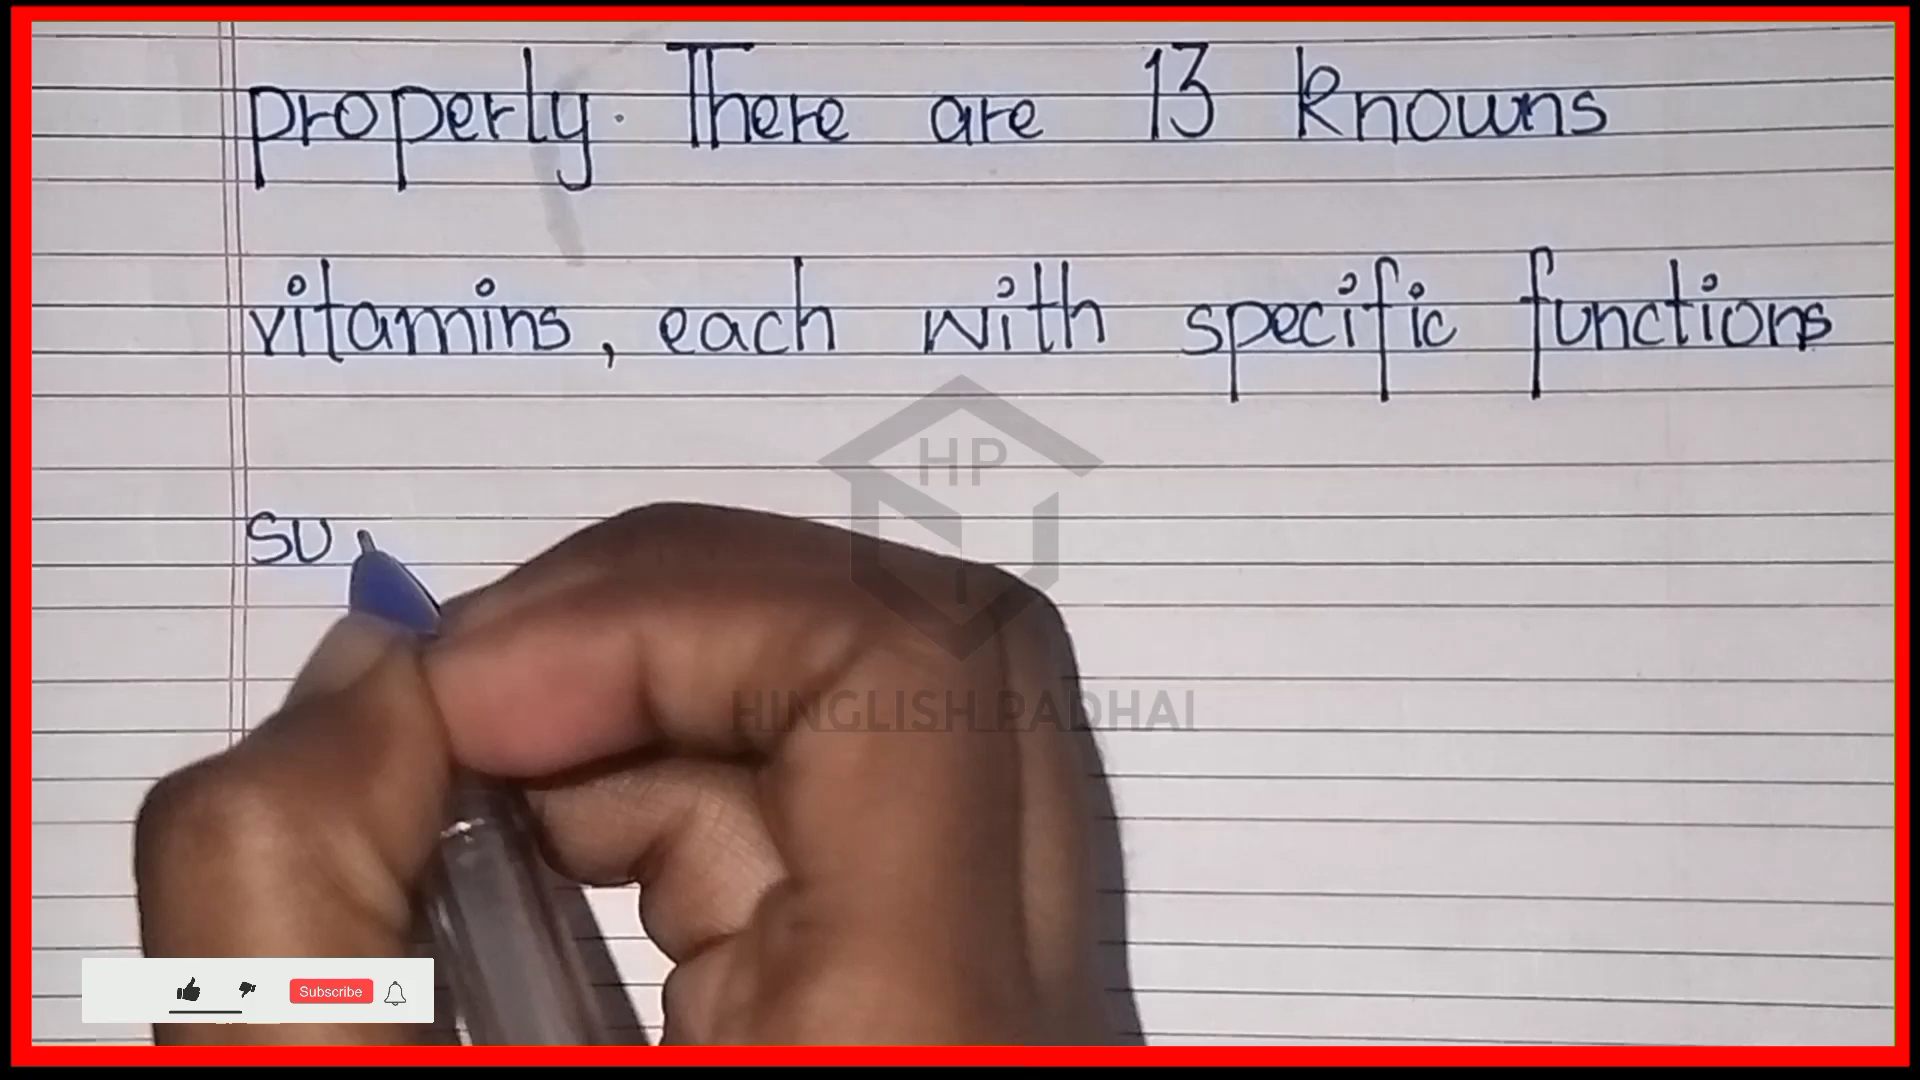 properly. There are 13 knowns
vitamins, each with specific functions
su
HP
HINGLISH PADHAI
Subscribe